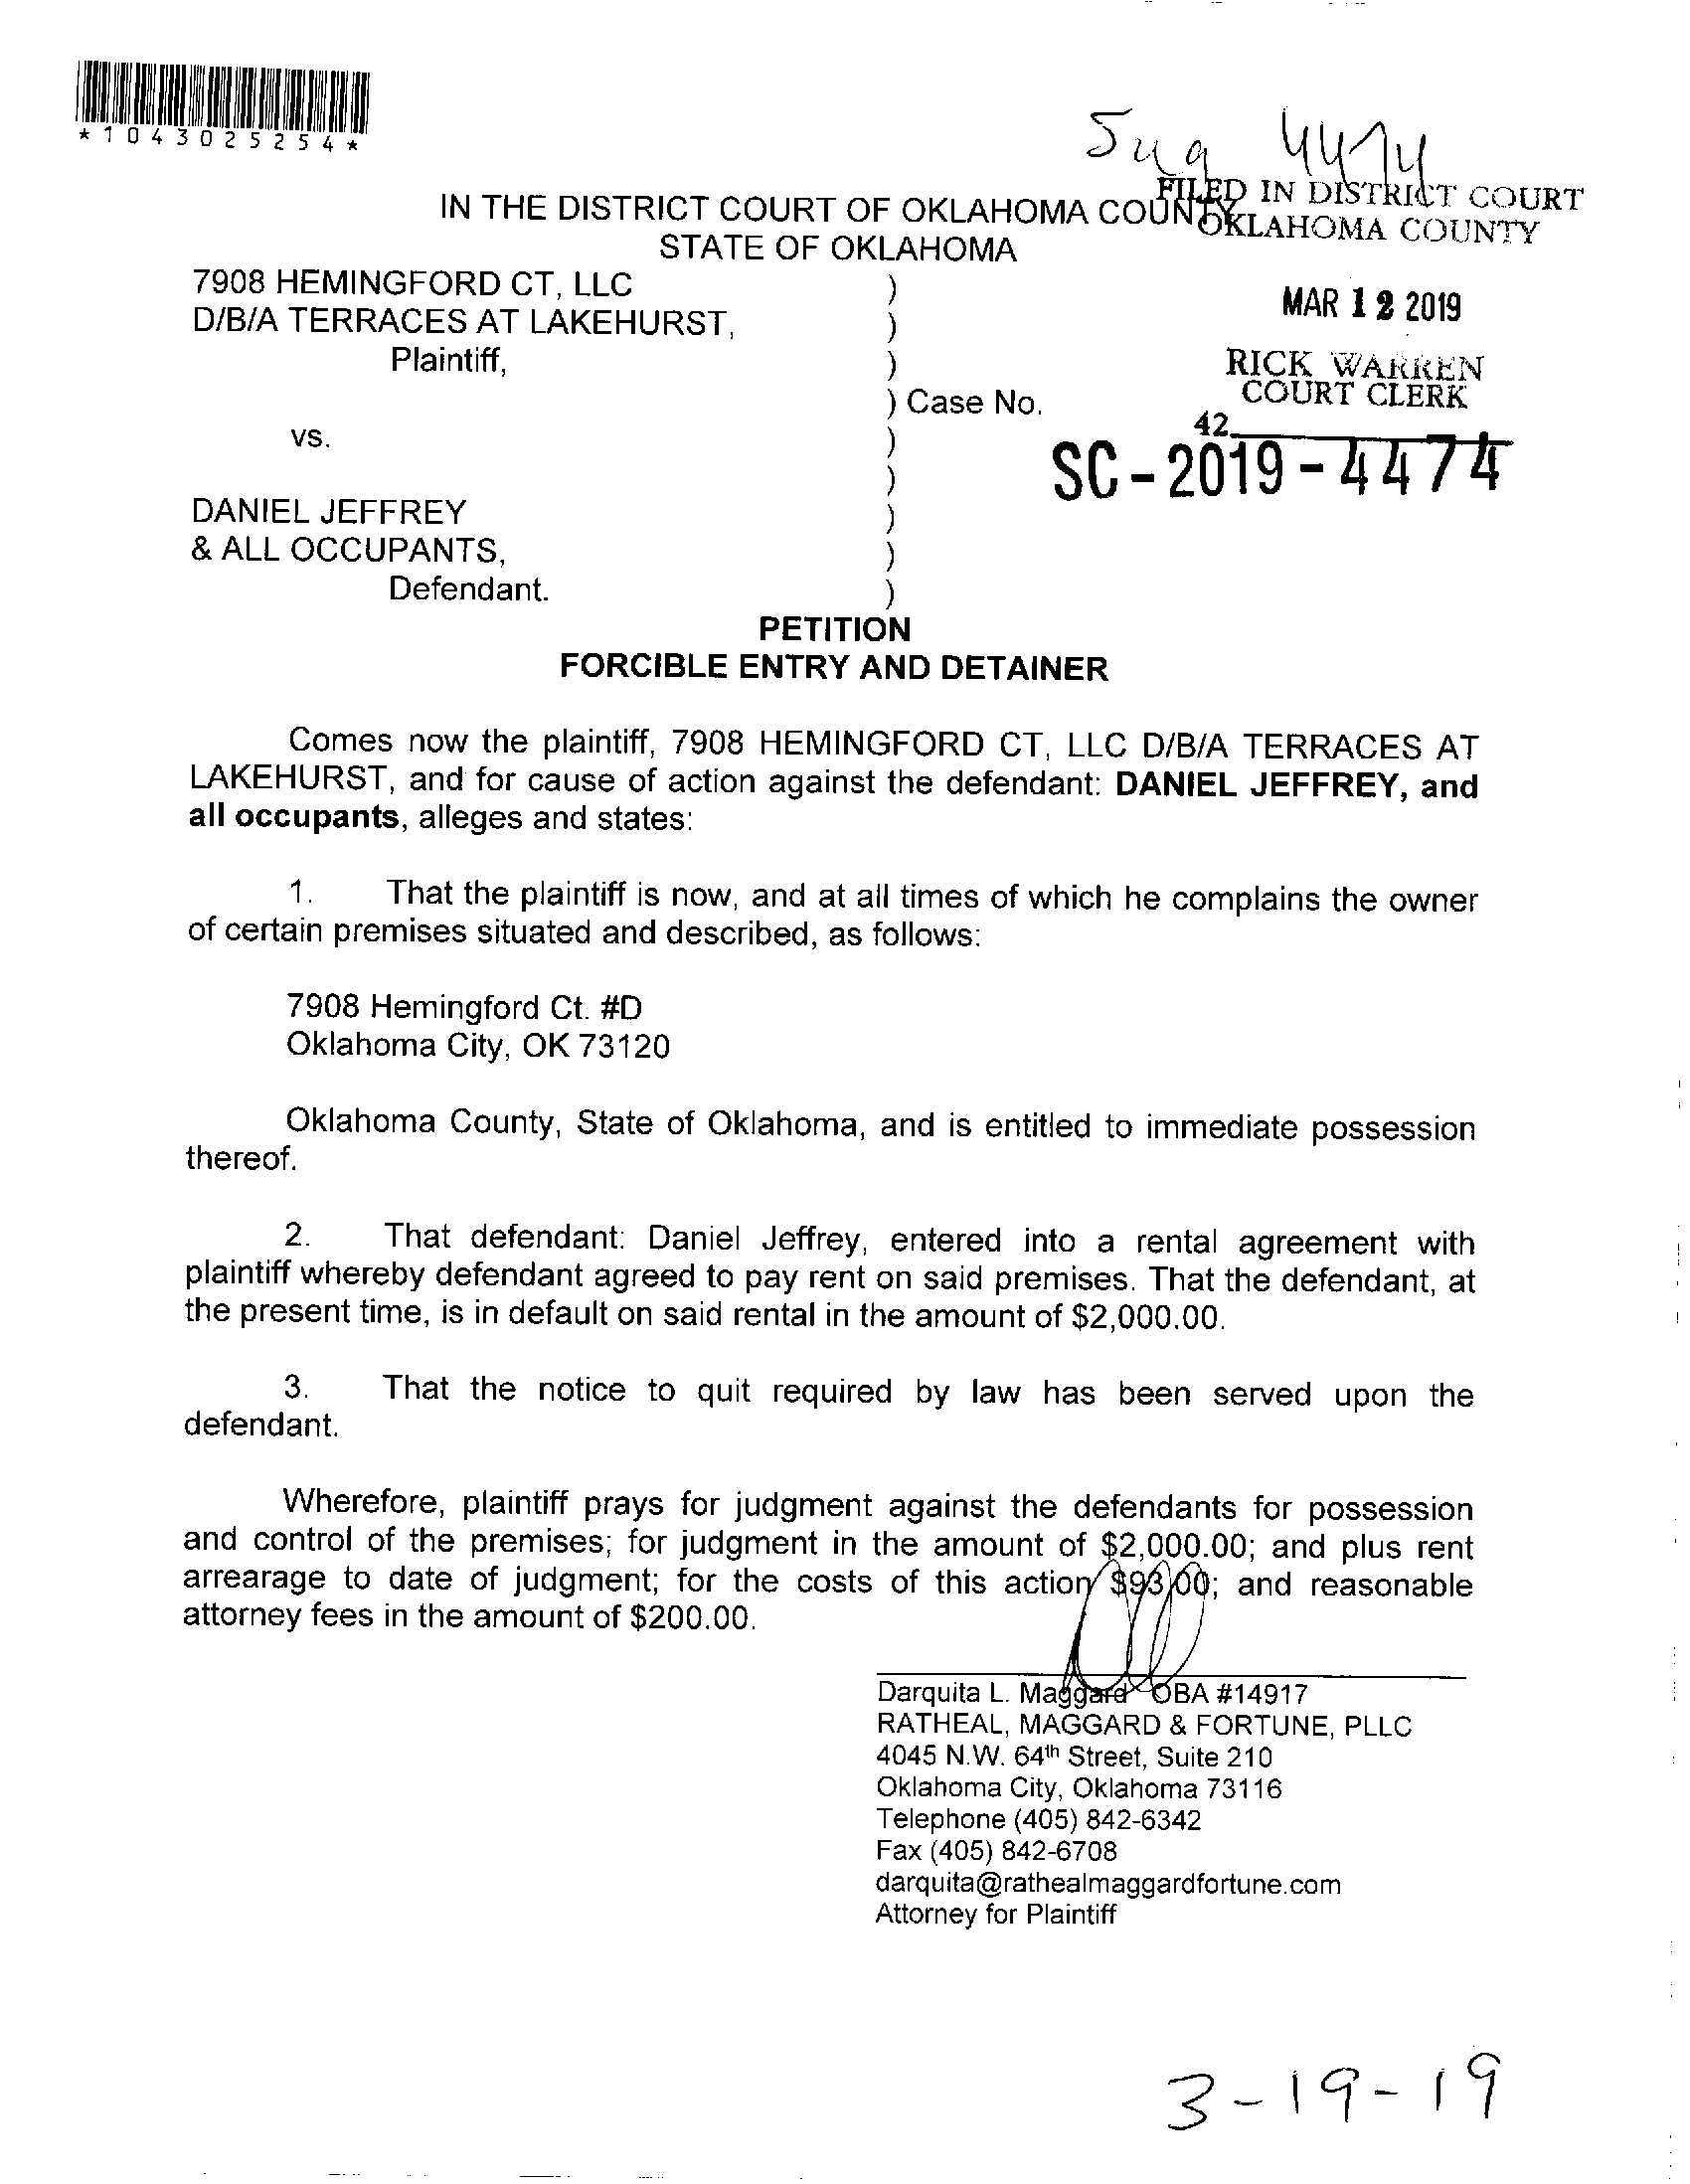 *1043025254*
4474
FILED IN DISTRICT COURT
OKLAHOMA COUNTY
IN THE DISTRICT COURT OF OKLAHOMA COUNTY
STATE OF OKLAHOMA
7908 HEMINGFORD CT, LLC )
D/B/A TERRACES AT LAKEHURST, )
MAR 12 2019
Plaintiff, )
RICK WARREN
COURT CLERK
) Case No.
42
vs. )
SC-2019-4474
)
DANIEL JEFFREY )
& ALL OCCUPANTS, )
Defendant. )
PETITION
FORCIBLE ENTRY AND DETAINER
Comes now the plaintiff, 7908 HEMINGFORD CT, LLC D/B/A TERRACES AT
LAKEHURST, and for cause of action against the defendant: DANIEL JEFFREY, and
all occupants, alleges and states:
1. That the plaintiff is now, and at all times of which he complains the owner
of certain premises situated and described, as follows:
7908 Hemingford Ct. #D
Oklahoma City, OK 73120
Oklahoma County, State of Oklahoma, and is entitled to immediate possession
thereof.
2. That defendant: Daniel Jeffrey, entered into a rental agreement with
plaintiff whereby defendant agreed to pay rent on said premises. That the defendant, at
the present time, is in default on said rental in the amount of $2,000.00.
3. That the notice to quit required by law has been served upon the
defendant.
Wherefore, plaintiff prays for judgment against the defendants for possession
and control of the premises; for judgment in the amount of $2,000.00; and plus rent
arrearage to date of judgment; for the costs of this action $93.00; and reasonable
attorney fees in the amount of $200.00.
Darquita L. Maggard OBA #14917
RATHEAL, MAGGARD & FORTUNE, PLLC
4045 N.W. 64th Street, Suite 210
Oklahoma City, Oklahoma 73116
Telephone (405) 842-6342
Fax (405) 842-6708
darquita@rathealmaggardfortune.com
Attorney for Plaintiff
3-19-19